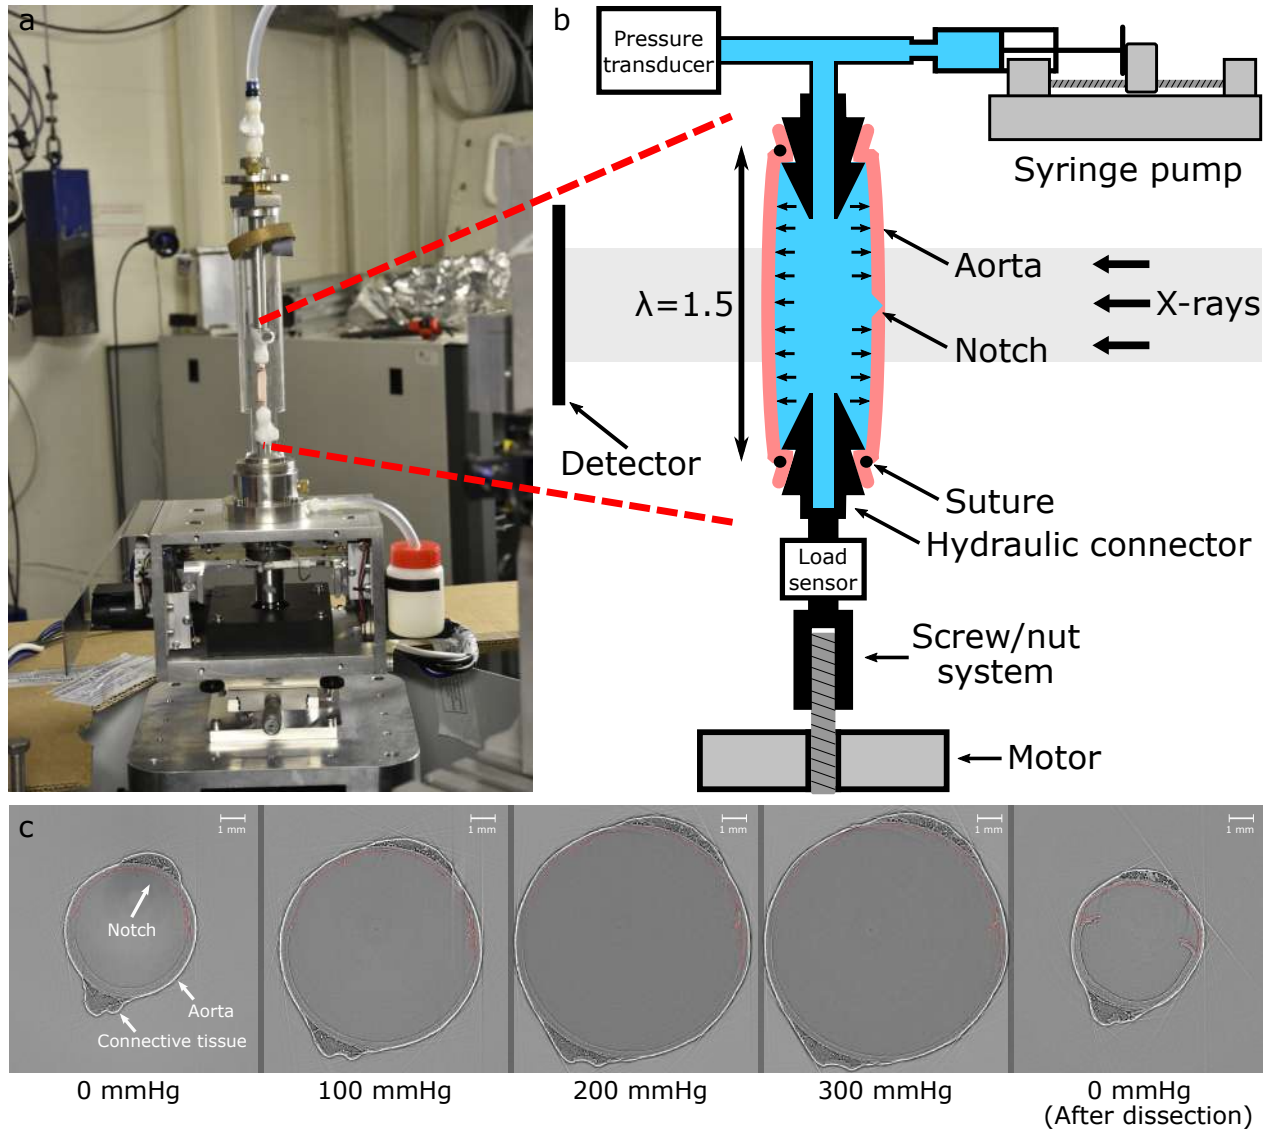 a
b
Pressure
transducer
Syringe pump
Aorta
λ=1.5
X-rays
Notch
Detector
Suture
Hydraulic connector
Load
sensor
Screw/nut
system
Motor
c
1 mm
1 mm
1 mm
1 mm
1 mm
Notch
Aorta
Connective tissue
0 mmHg
100 mmHg
200 mmHg
300 mmHg
0 mmHg
(After dissection)